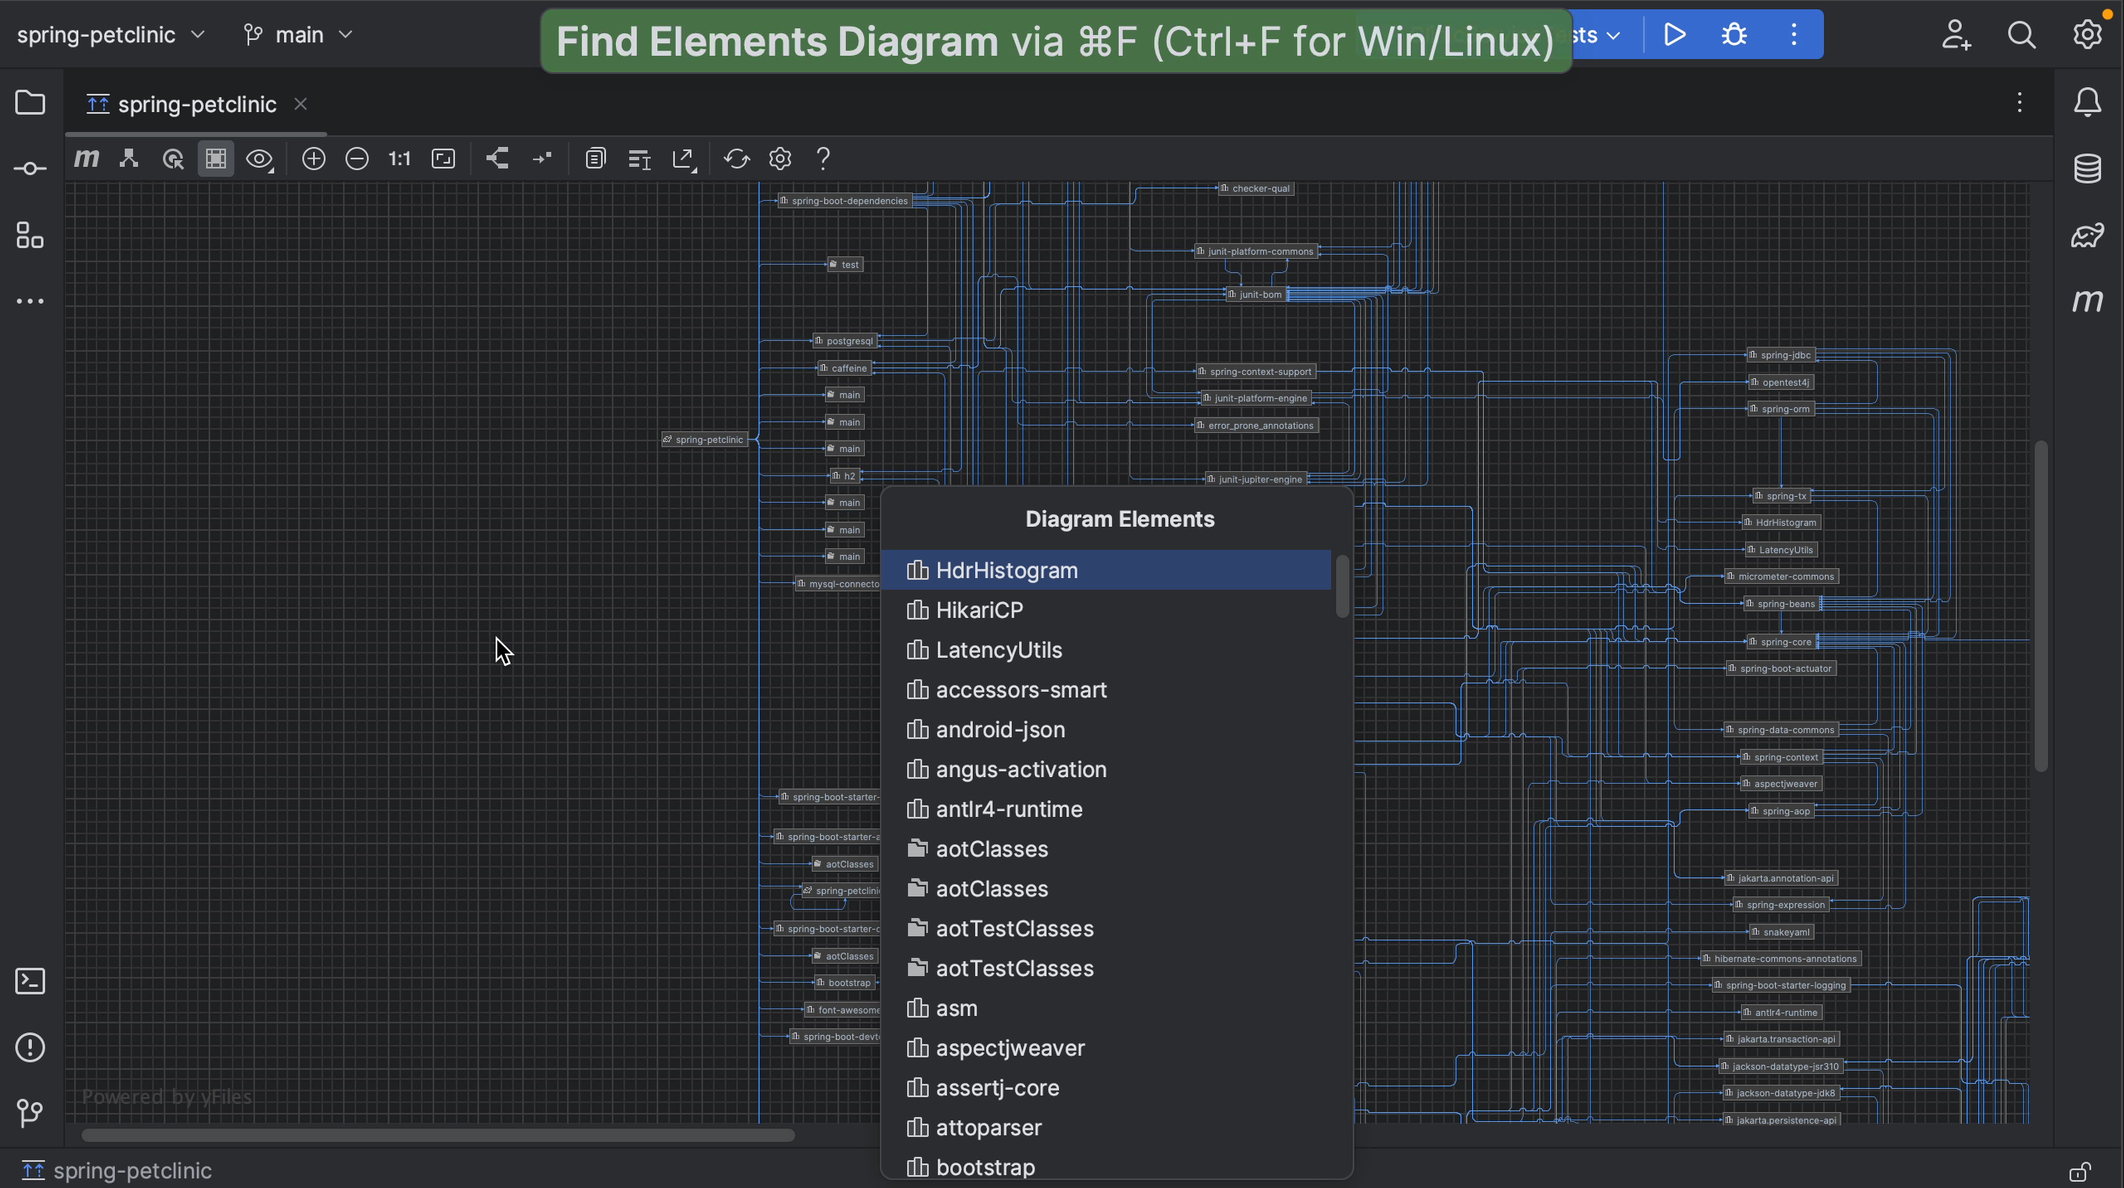 spring-petclinic
main
Find Elements Diagram via ⌘F (Ctrl+F for Win/Linux)
sts
spring-petclinic
m
1:1
?
m
checker-qual
spring-boot-dependencies
junit-platform-commons
test
junit-bom
postgresql
spring-jdbc
caffeine
spring-context-support
opentest4j
main
junit-platform-engine
spring-orm
main
error_prone_annotations
spring-petclinic
main
h2
junit-jupiter-engine
spring-tx
main
HdrHistogram
main
LatencyUtils
main
micrometer-commons
mysql-connecto
spring-beans
spring-core
spring-boot-actuator
spring-data-commons
spring-context
aspectjweaver
spring-boot-starter-
spring-aop
spring-boot-starter-a
aotClasses
jakarta.annotation-api
spring-petclinic
spring-expression
spring-boot-starter-c
snakeyaml
aotClasses
hibernate-commons-annotations
bootstrap
spring-boot-starter-logging
font-awesome
antlr4-runtime
spring-boot-devt
jakarta.transaction-api
jackson-datatype-jsr310
jackson-datatype-jdk8
jakarta.persistence-api
Diagram Elements
HdrHistogram
HikariCP
LatencyUtils
accessors-smart
android-json
angus-activation
antlr4-runtime
aotClasses
aotClasses
aotTestClasses
aotTestClasses
asm
aspectjweaver
assertj-core
attoparser
bootstrap
Powered by yFiles
spring-petclinic